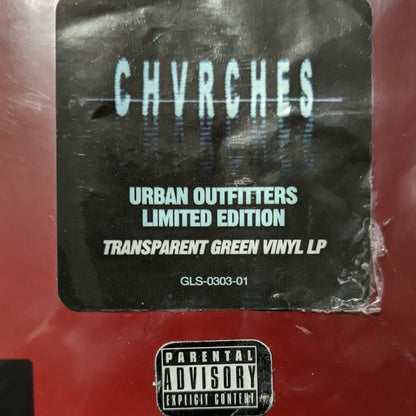 CHVRCHES
URBAN OUTFITTERS
LIMITED EDITION
TRANSPARENT GREEN VINYL LP
GLS-0303-01
PARENTAL
ADVISORY
EXPLICIT CONTENT